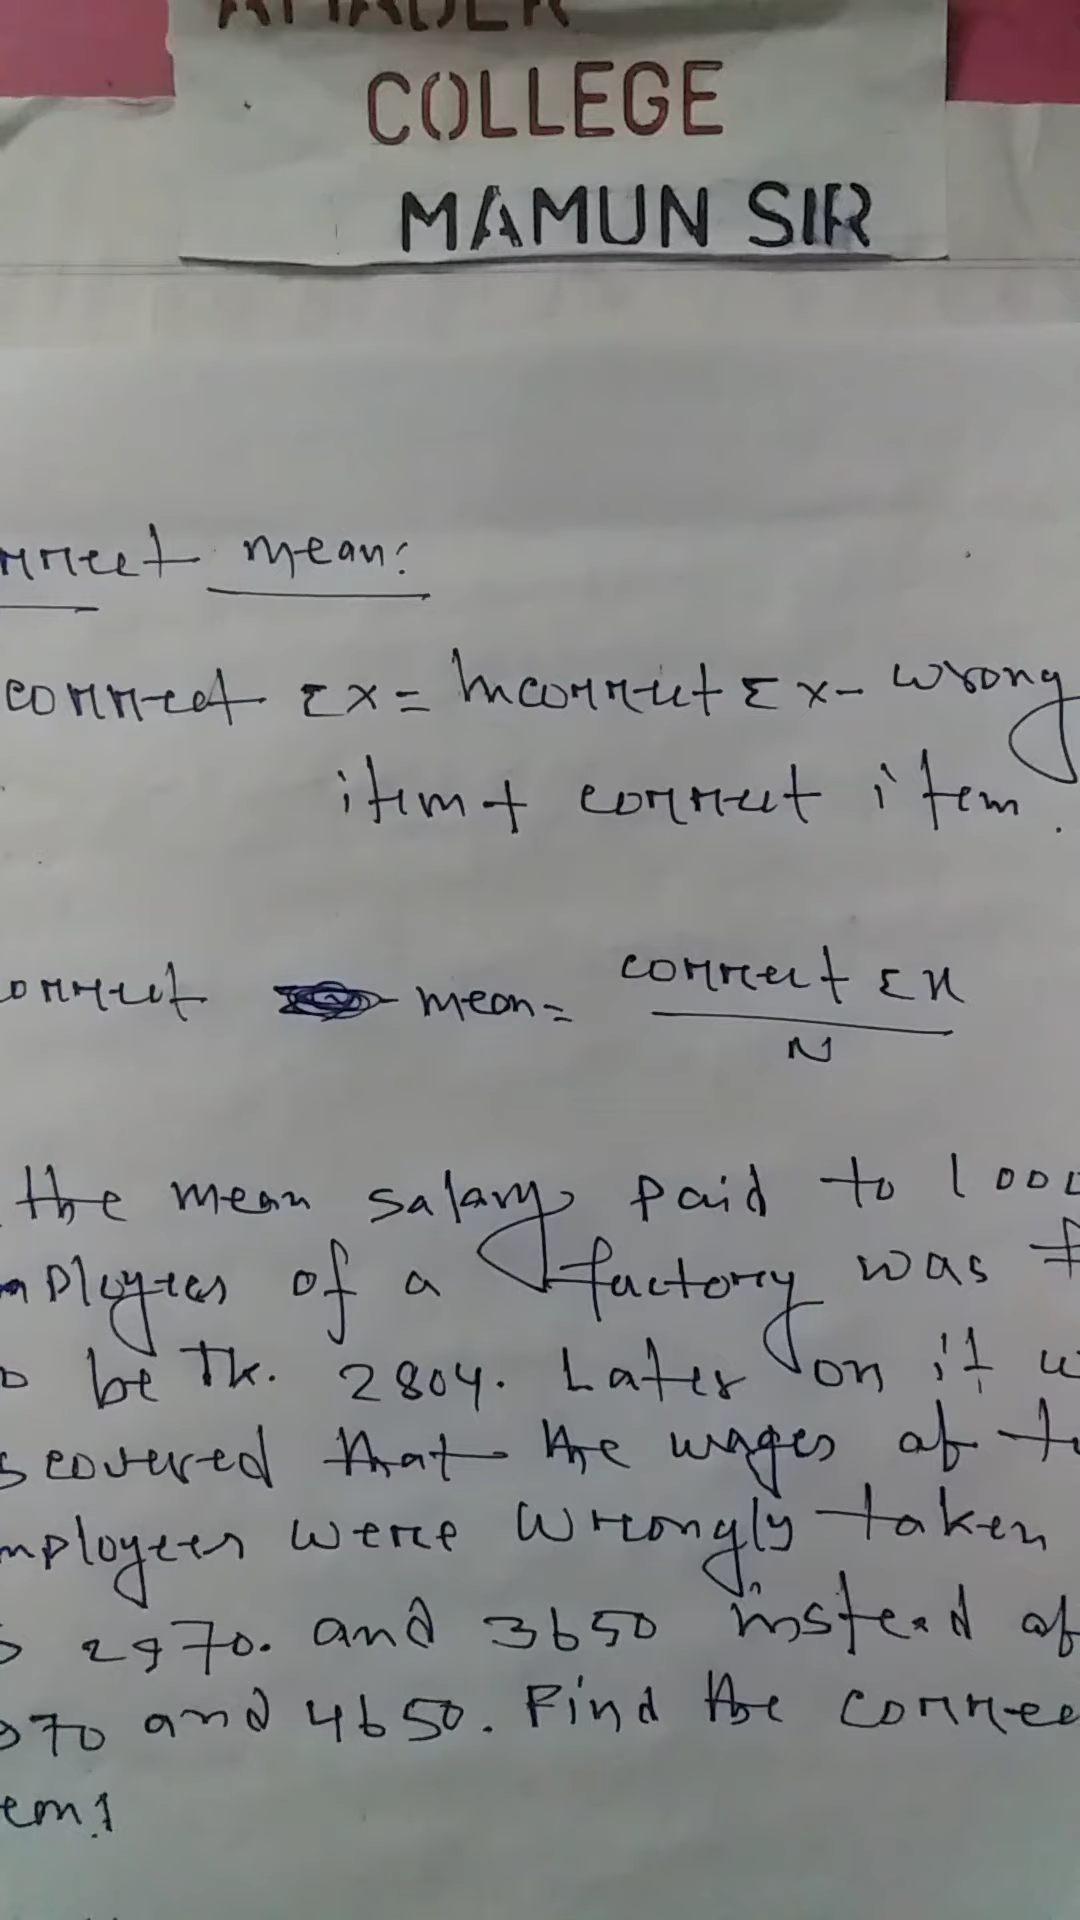 AMADER
COLLEGE
MAMUN SIR
mean:
correct Σx = Incorrect Σx - wrong
item + correct item.
mean = correct Σx
N
the mean salary paid to 100
of a factory was
be Tk. 2804. Later on it
that the wages of
were wrongly taken
2970. and 3650 instead of
and 4650. Find the